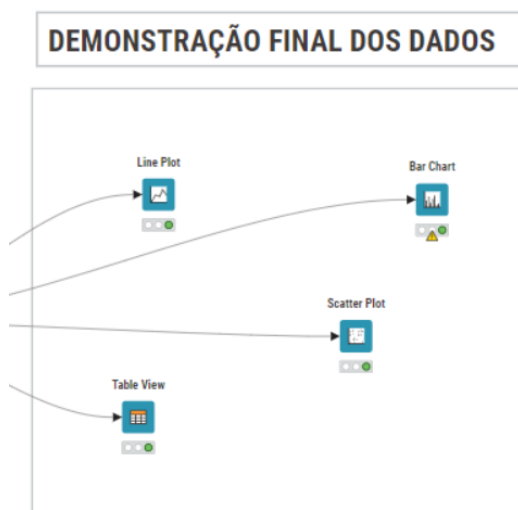 DEMONSTRAÇÃO FINAL DOS DADOS
Line Plot
Bar Chart
Scatter Plot
Table View